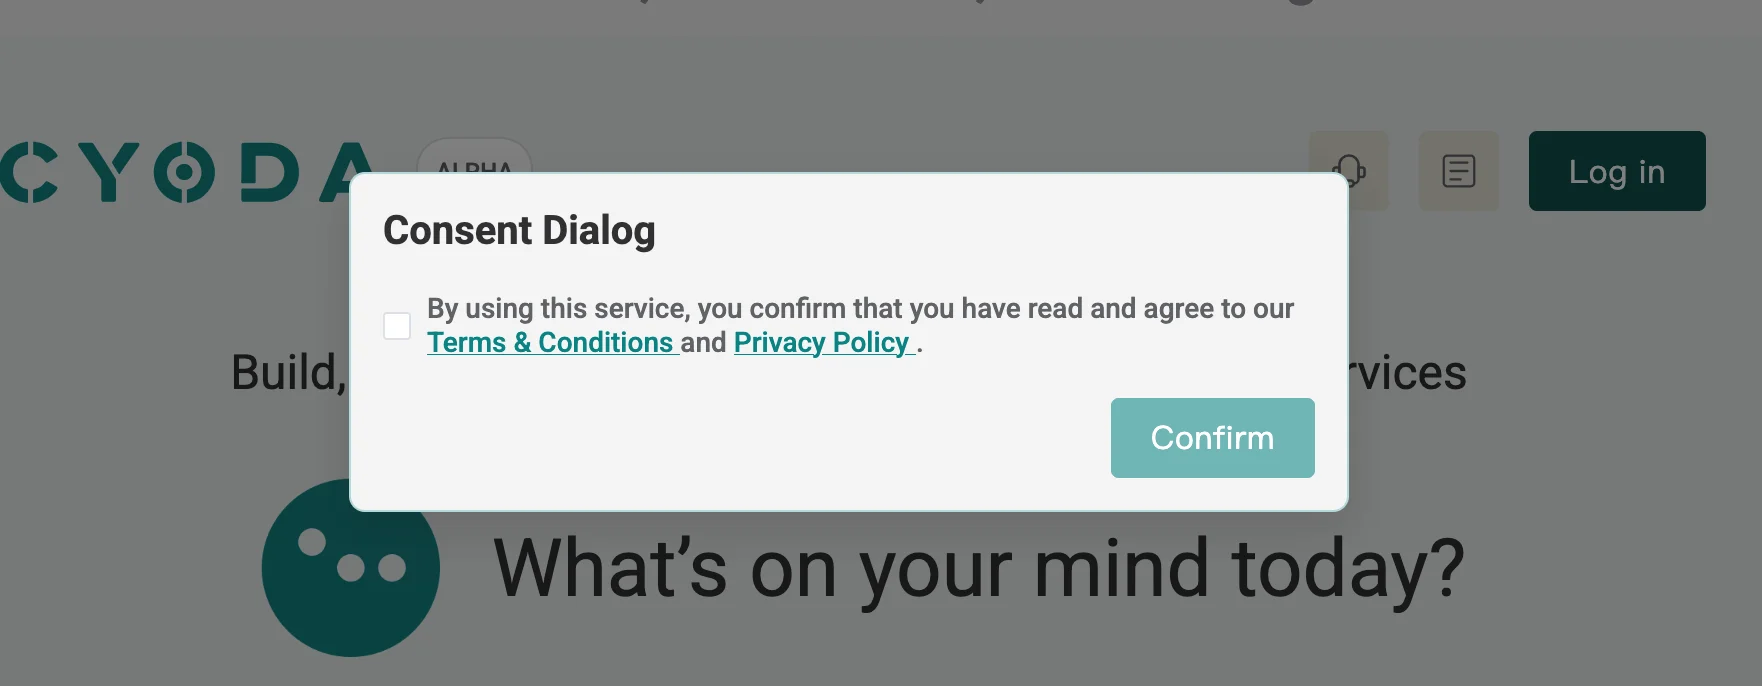 CYODA
ALPHA
Log in
Consent Dialog
By using this service, you confirm that you have read and agree to our
Terms & Conditions and Privacy Policy .
Build,
rvices
Confirm
What's on your mind today?